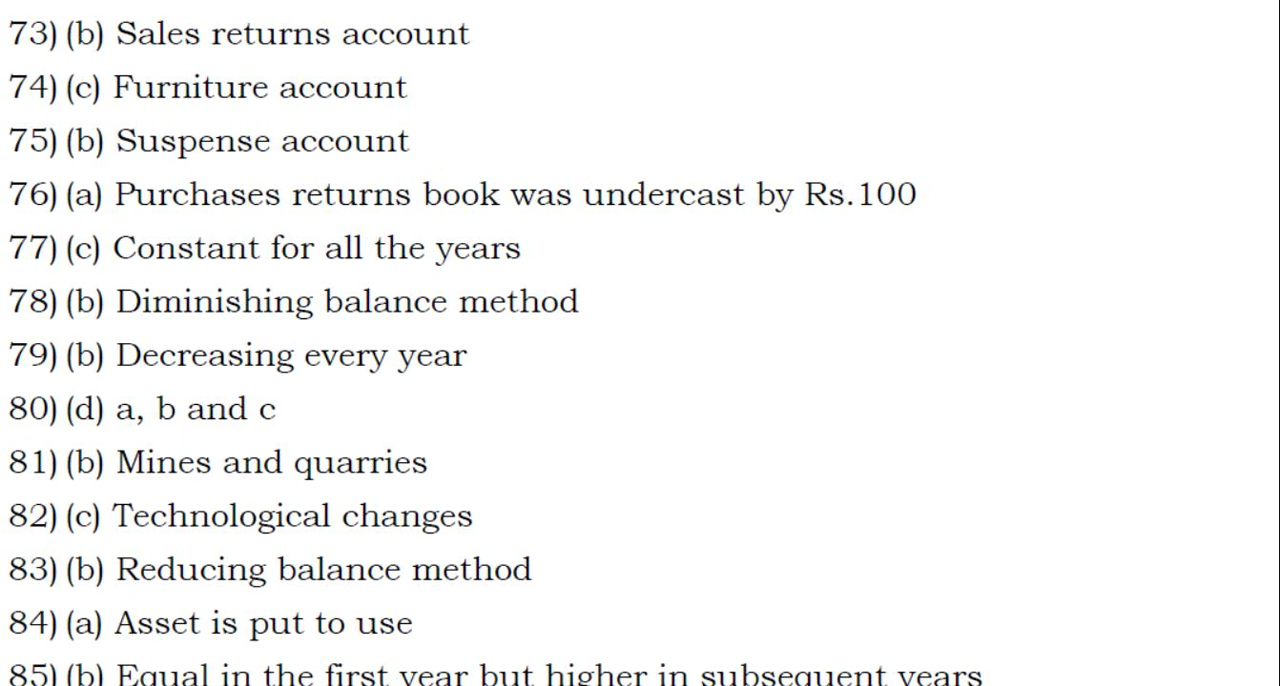 73) (b) Sales returns account
74) (c) Furniture account
75) (b) Suspense account
76) (a) Purchases returns book was undercast by Rs.100
77) (c) Constant for all the years
78) (b) Diminishing balance method
79) (b) Decreasing every year
80) (d) a, b and c
81) (b) Mines and quarries
82) (c) Technological changes
83) (b) Reducing balance method
84) (a) Asset is put to use
85) (b) Equal in the first year but higher in subsequent years